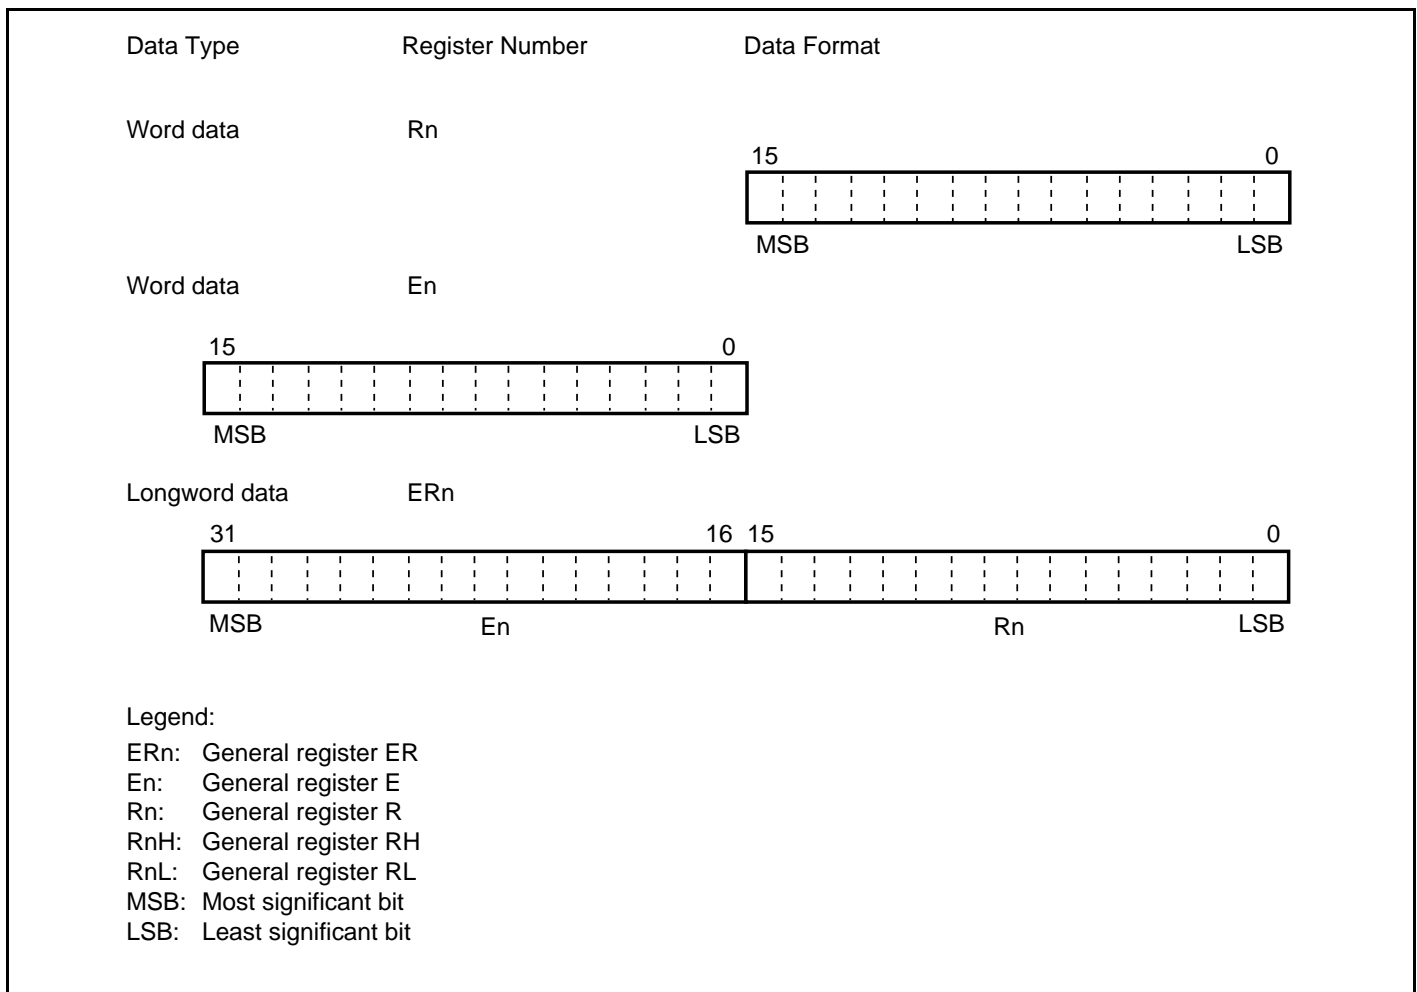 Data Type Register Number Data Format
Word data Rn
15 0
MSB LSB
Word data En
15 0
MSB LSB
Longword data ERn
31 16 15 0
MSB En Rn LSB
Legend:
ERn: General register ER
En: General register E
Rn: General register R
RnH: General register RH
RnL: General register RL
MSB: Most significant bit
LSB: Least significant bit